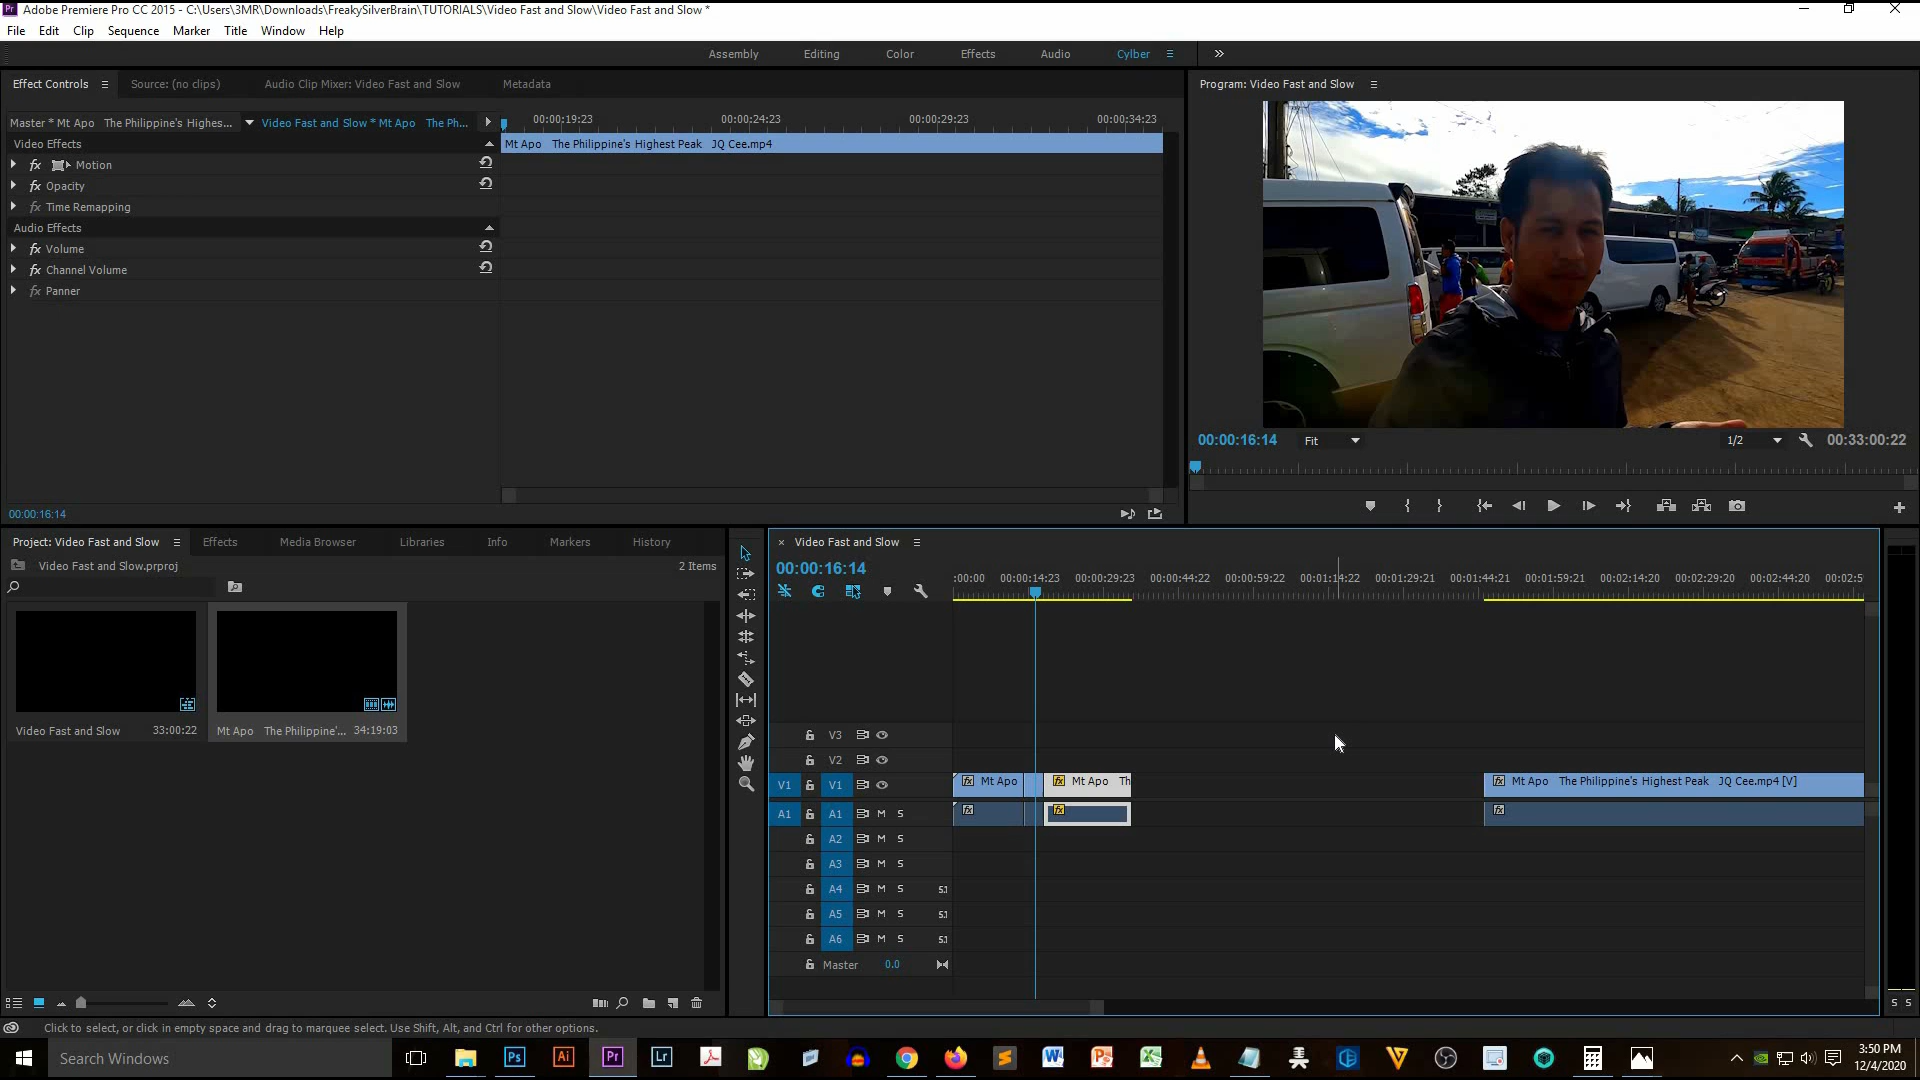 Adobe Premiere Pro CC 2015 - C:\Users\3MR\Downloads\FreakySilverBrain\TUTORIALS\Video Fast and Slow\Video Fast and Slow *
File Edit Clip Sequence Marker Title Window Help
Assembly Editing Color Effects Audio Cylber
Effect Controls Source: (no clips) Audio Clip Mixer: Video Fast and Slow Metadata
Program: Video Fast and Slow
Master * Mt Apo The Philippine's Highes... Video Fast and Slow * Mt Apo The Ph...
00:00:19:23 00:00:24:23 00:00:29:23 00:00:34:23
Video Effects
Mt Apo The Philippine's Highest Peak JQ Cee.mp4
fx Motion
fx Opacity
fx Time Remapping
Audio Effects
fx Volume
fx Channel Volume
fx Panner
00:00:16:14 Fit 1/2 00:33:00:22
00:00:16:14
Project: Video Fast and Slow Effects Media Browser Libraries Info Markers History
Video Fast and Slow.prproj 2 Items
Video Fast and Slow 33:00:22
Mt Apo The Philippine'... 34:19:03
Video Fast and Slow
00:00:16:14
:00:00 00:00:14:23 00:00:29:23 00:00:44:22 00:00:59:22 00:01:14:22 00:01:29:21 00:01:44:21 00:01:59:21 00:02:14:20 00:02:29:20 00:02:44:20 00:02:5
V3
V2
V1 V1 fx Mt Apo fx Mt Apo Th fx Mt Apo The Philippine's Highest Peak JQ Cee.mp4 [V]
A1 A1 M S fx fx fx
A2 M S
A3 M S
A4 M S 5.1
A5 M S 5.1
A6 M S 5.1
Master 0.0
S S
Click to select, or click in empty space and drag to marquee select. Use Shift, Alt, and Ctrl for other options.
Search Windows
Ps Ai Pr Lr
3:50 PM
12/4/2020